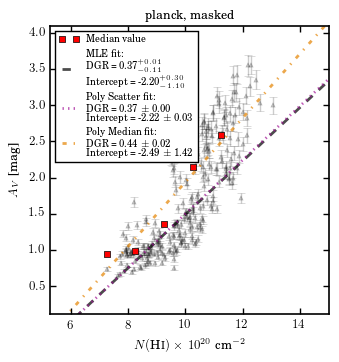 planck, masked
Median value
MLE fit:
DGR = 0.37 +0.01 −0.11
Intercept = -2.20 +0.30 −1.10
Poly Scatter fit:
DGR = 0.37 ± 0.00
Intercept = -2.22 ± 0.03
Poly Median fit:
DGR = 0.44 ± 0.02
Intercept = -2.49 ± 1.42
A_V [mag]
4.0
3.5
3.0
2.5
2.0
1.5
1.0
0.5
6 8 10 12 14
N(HI) × 10^20 cm^−2